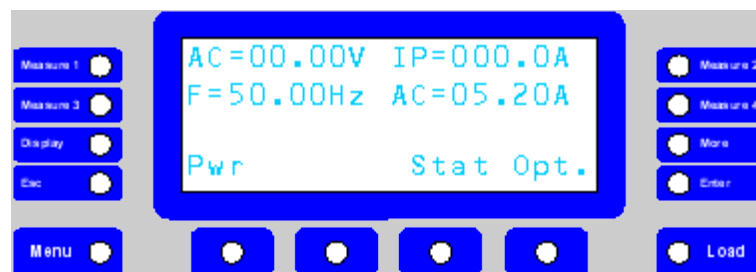 Measure 1
Measure 3
Display
Esc
Menu
AC=00.00V IP=000.0A
F=50.00Hz AC=05.20A
Pwr Stat Opt.
Measure 2
Measure 4
More
Enter
Load